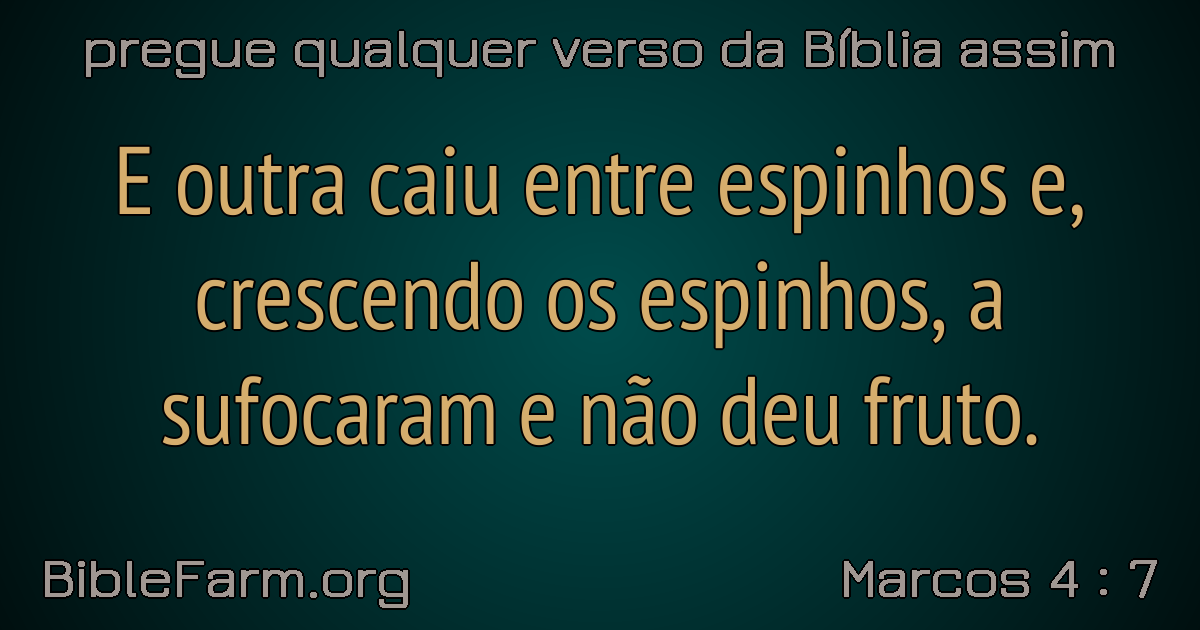 pregue qualquer verso da Bíblia assim
E outra caiu entre espinhos e,
crescendo os espinhos, a
sufocaram e não deu fruto.
BibleFarm.org
Marcos 4 : 7